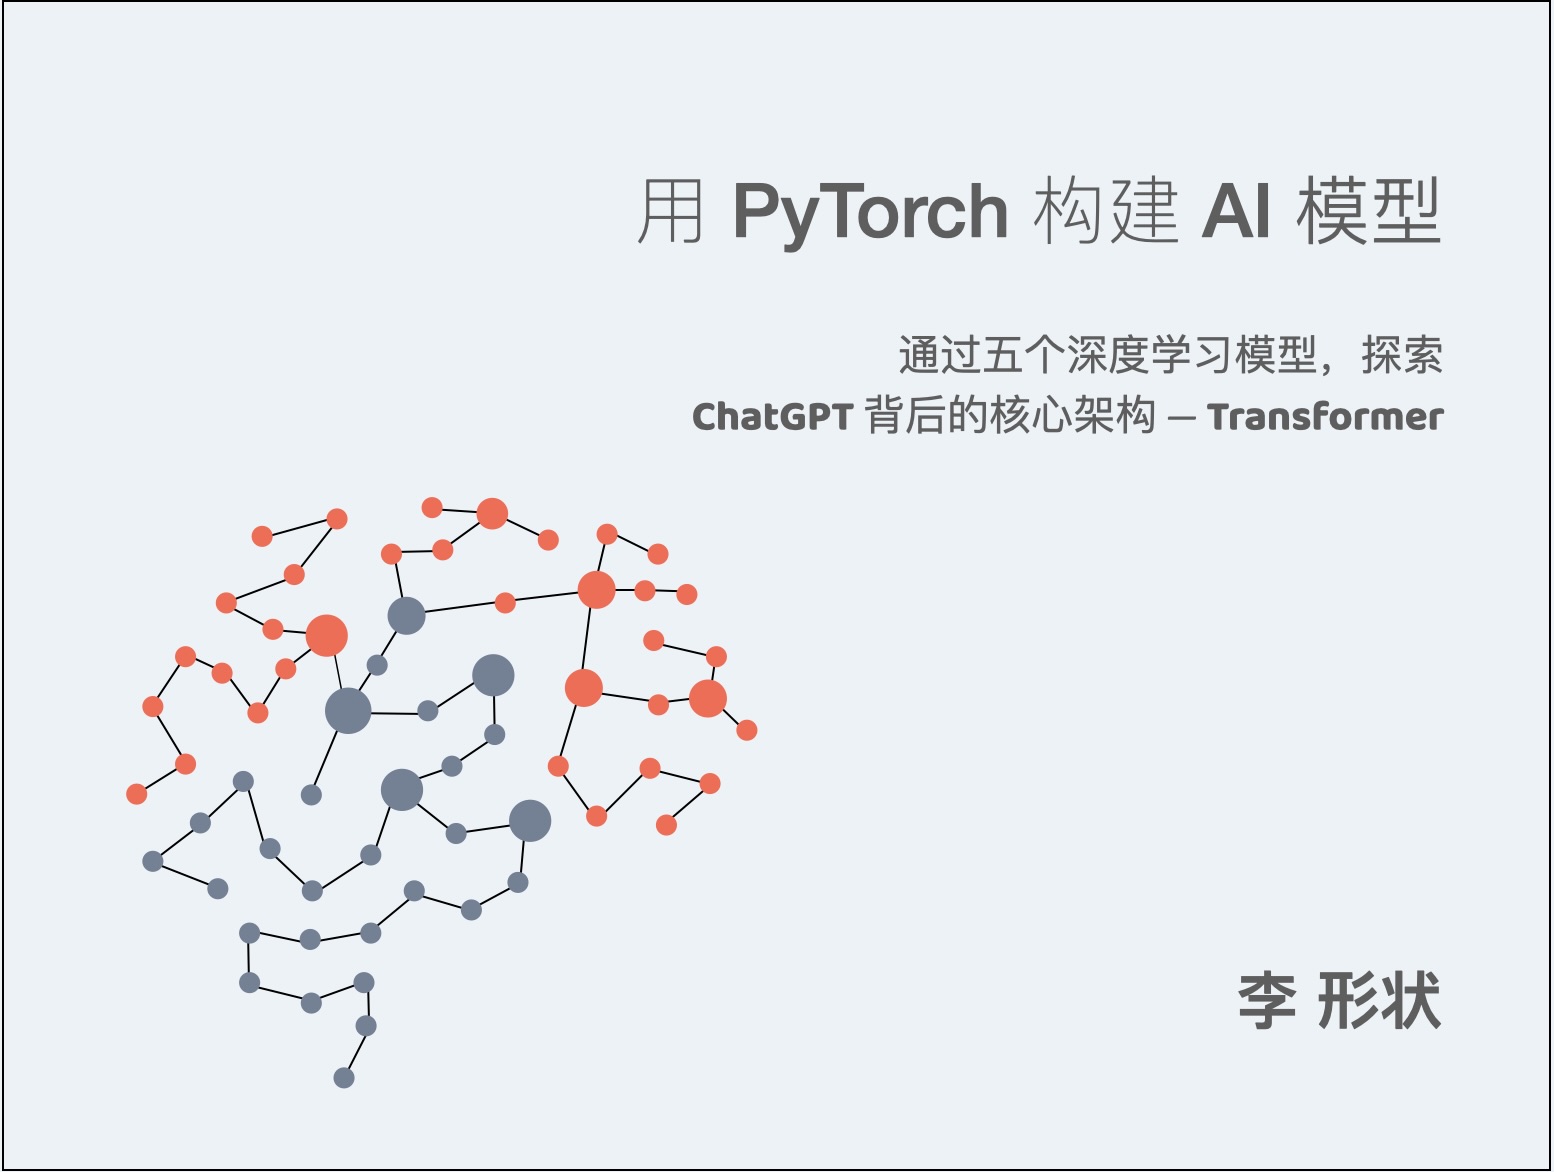 用 PyTorch 构建 AI 模型
通过五个深度学习模型，探索
ChatGPT 背后的核心架构 — Transformer
李 形状